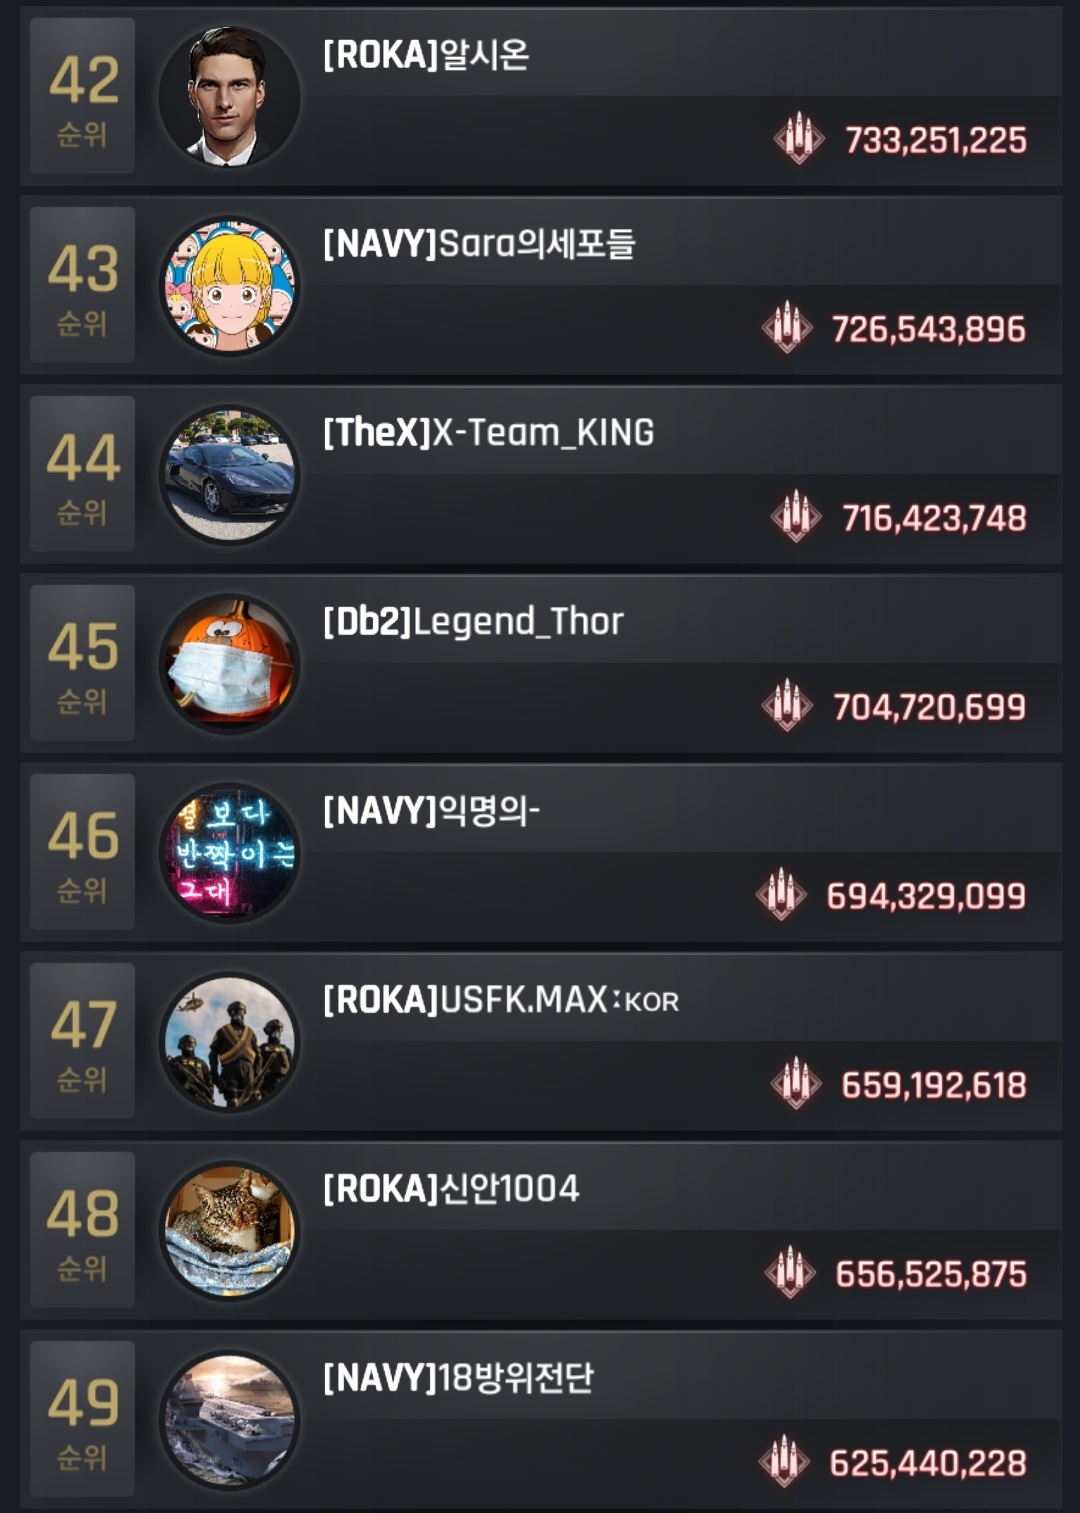 42
순위
[ROKA]알시온
733,251,225
43
순위
[NAVY]Sara의세포들
726,543,896
44
순위
[TheX]X-Team_KING
716,423,748
45
순위
[Db2]Legend_Thor
704,720,699
46
순위
별 보다
반짝이는
그대
[NAVY]익명의-
694,329,099
47
순위
[ROKA]USFK.MAX:ᴋᴏʀ
659,192,618
48
순위
[ROKA]신안1004
656,525,875
49
순위
[NAVY]18방위전단
625,440,228